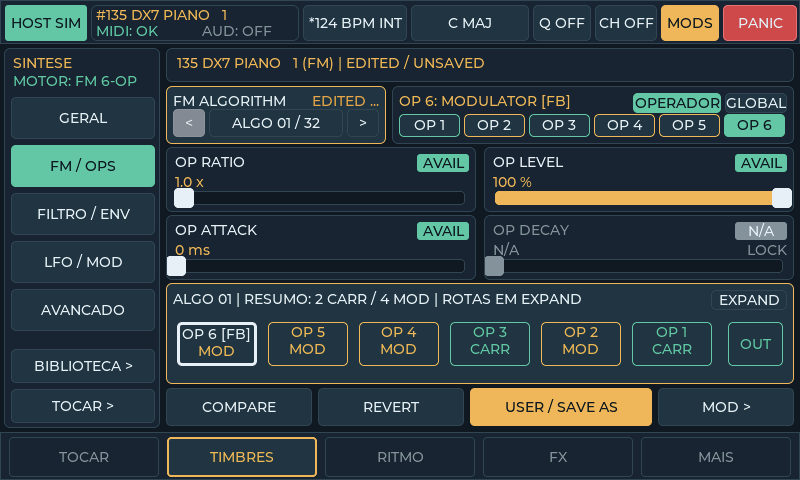 HOST SIM
#135 DX7 PIANO 1
MIDI: OK AUD: OFF
*124 BPM INT
C MAJ
Q OFF
CH OFF
MODS
PANIC
SINTESE
MOTOR: FM 6-OP
GERAL
FM / OPS
FILTRO / ENV
LFO / MOD
AVANCADO
BIBLIOTECA >
TOCAR >
135 DX7 PIANO 1 (FM) | EDITED / UNSAVED
FM ALGORITHM EDITED ...
< ALGO 01 / 32 >
OP 6: MODULATOR [FB] OPERADOR GLOBAL
OP 1 OP 2 OP 3 OP 4 OP 5 OP 6
OP RATIO AVAIL
1.0 x
OP LEVEL AVAIL
100 %
OP ATTACK AVAIL
0 ms
OP DECAY N/A
N/A LOCK
ALGO 01 | RESUMO: 2 CARR / 4 MOD | ROTAS EM EXPAND EXPAND
OP 6 [FB] MOD
OP 5 MOD
OP 4 MOD
OP 3 CARR
OP 2 MOD
OP 1 CARR
OUT
COMPARE REVERT USER / SAVE AS MOD >
TOCAR TIMBRES RITMO FX MAIS